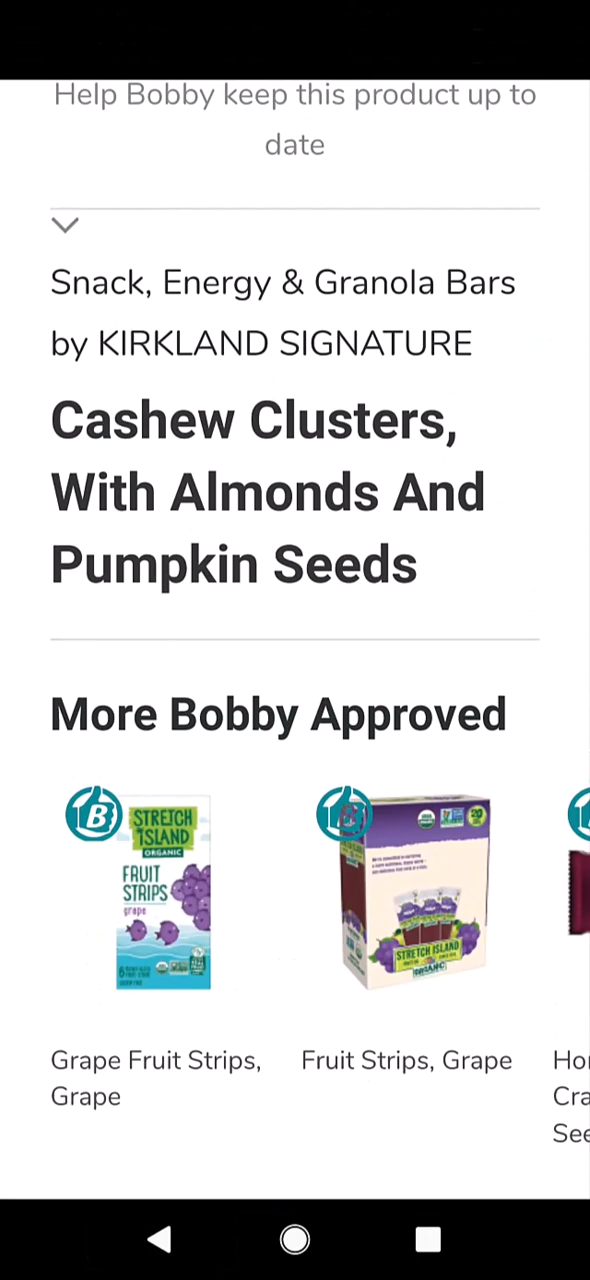 Help Bobby keep this product up to
date
Snack, Energy & Granola Bars
by KIRKLAND SIGNATURE
Cashew Clusters,
With Almonds And
Pumpkin Seeds
More Bobby Approved
B
STRETCH
ISLAND
ORGANIC
FRUIT
STRIPS
grape
B
STRETCH ISLAND
ORGANIC
Grape Fruit Strips,
Grape
Fruit Strips, Grape
Hor
Cra
See